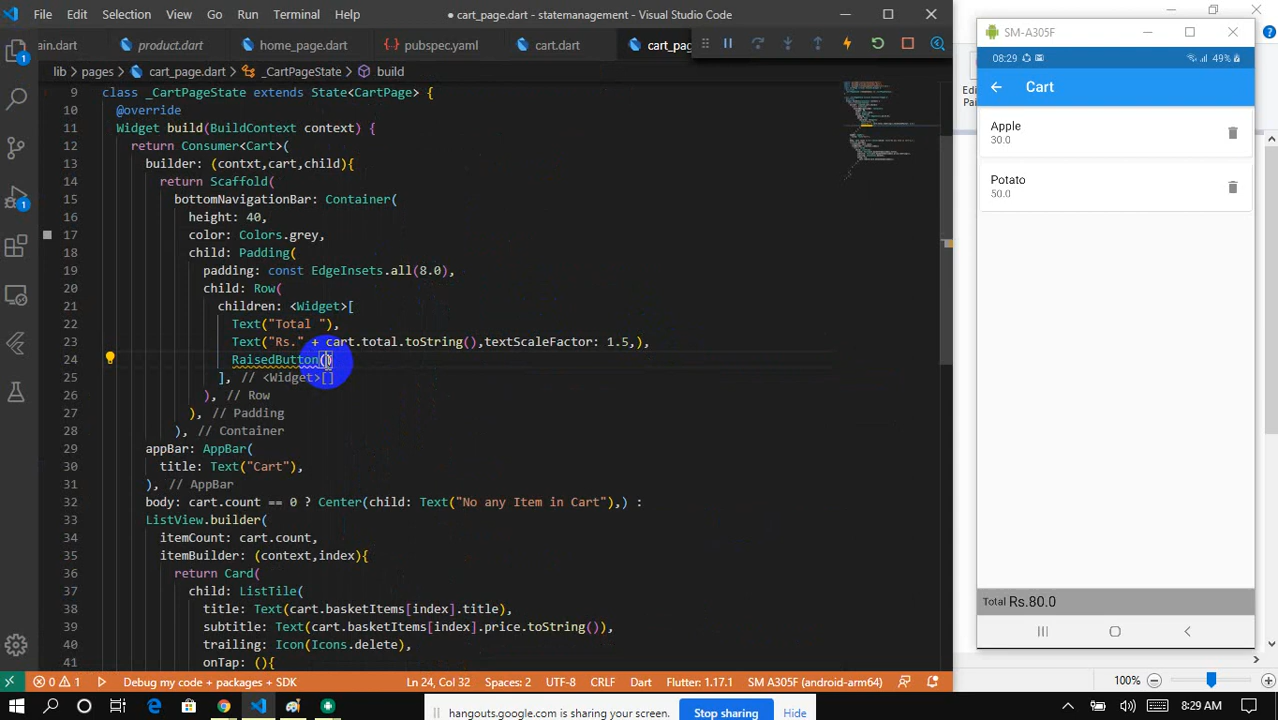 File Edit Selection View Go Run Terminal Help
cart_page.dart - statemanagement - Visual Studio Code
ain.dart product.dart home_page.dart pubspec.yaml cart.dart cart_pa
lib > pages > cart_page.dart > _CartPageState > build
9 class _CartPageState extends State<CartPage> {
10 @override
11 Widget build(BuildContext context) {
12 return Consumer<Cart>(
13 builder: (contxt,cart,child){
14 return Scaffold(
15 bottomNavigationBar: Container(
16 height: 40,
17 color: Colors.grey,
18 child: Padding(
19 padding: const EdgeInsets.all(8.0),
20 child: Row(
21 children: <Widget>[
22 Text("Total "),
23 Text("Rs." + cart.total.toString(),textScaleFactor: 1.5,),
24 RaisedButton()
25 ], // <Widget>[]
26 ), // Row
27 ), // Padding
28 ), // Container
29 appBar: AppBar(
30 title: Text("Cart"),
31 ), // AppBar
32 body: cart.count == 0 ? Center(child: Text("No any Item in Cart"),) :
33 ListView.builder(
34 itemCount: cart.count,
35 itemBuilder: (context,index){
36 return Card(
37 child: ListTile(
38 title: Text(cart.basketItems[index].title),
39 subtitle: Text(cart.basketItems[index].price.toString()),
40 trailing: Icon(Icons.delete),
41 onTap: (){
1
1
0 1 Debug my code + packages + SDK Ln 24, Col 32 Spaces: 2 UTF-8 CRLF Dart Flutter: 1.17.1 SM A305F (android-arm64)
SM-A305F
08:29 49%
Cart
Apple
30.0
Potato
50.0
Total Rs.80.0
Edi
Pai
100%
hangouts.google.com is sharing your screen. Stop sharing Hide
8:29 AM